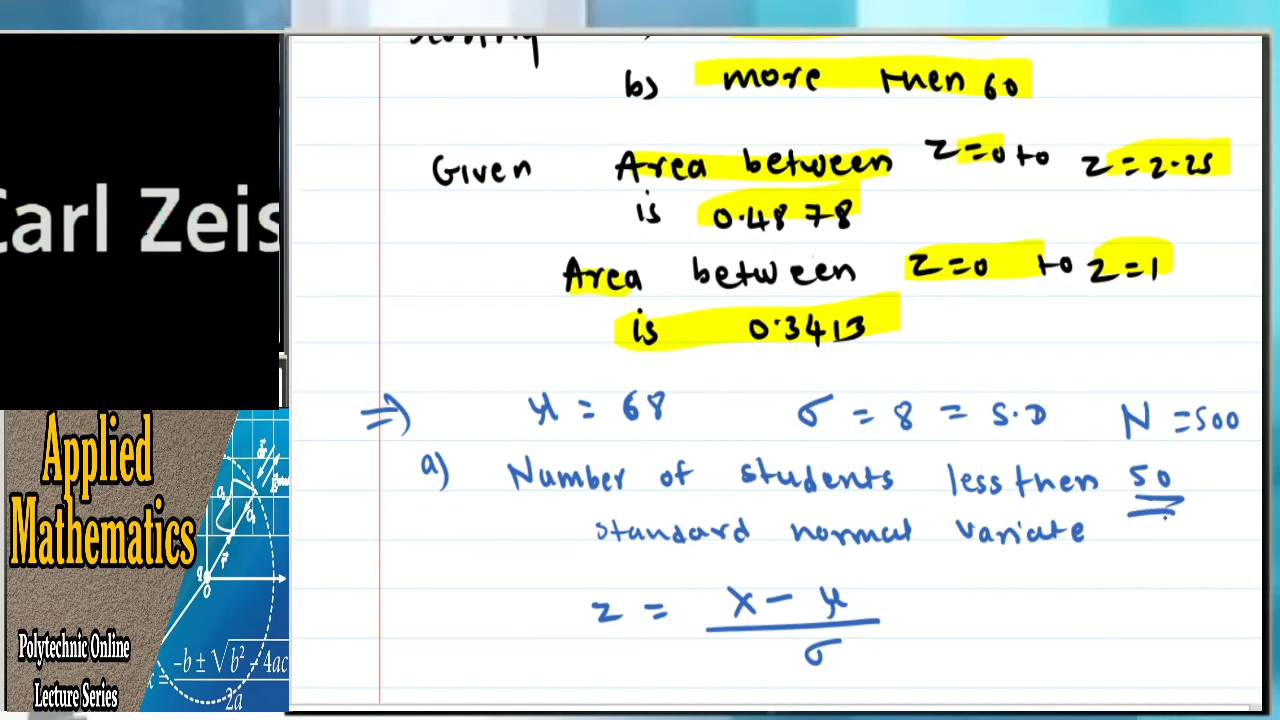 b) more then 60
Given Area between z=0 to z=2.25
is 0.4878
Area between z=0 to z=1
is 0.3413
Carl Zeis
⇒) μ = 68 σ = 8 = S.D N = 500
a) Number of students less then 50
standard normal variate
z = x - μ
σ
Applied
Mathematics
Polytechnic Online
Lecture Series
-b ± √b² - 4ac
2a